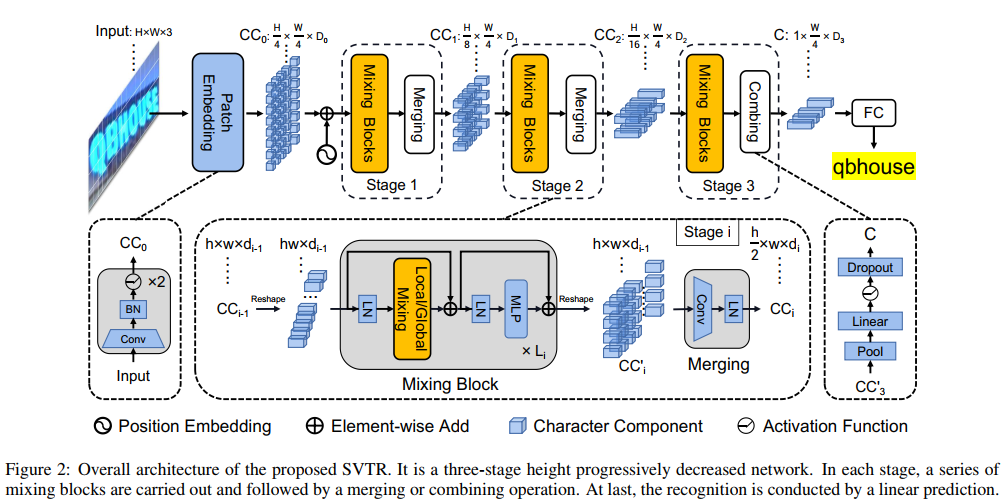 Input: H×W×3
CC₀: H/4 × W/4 × D₀
CC₁: H/8 × W/4 × D₁
CC₂: H/16 × W/4 × D₂
C: 1× W/4 × D₃
QBHOUSE
Patch Embedding
Mixing Blocks
Merging
Stage 1
Mixing Blocks
Merging
Stage 2
Mixing Blocks
Combing
Stage 3
FC
qbhouse
CC₀
×2
BN
Conv
Input
h×w×dᵢ₋₁
hw×dᵢ₋₁
h×w×dᵢ₋₁
Stage i
h/2 ×w×dᵢ
CCᵢ₋₁
Reshape
LN
Local/Global Mixing
LN
MLP
× Lᵢ
Mixing Block
Reshape
CC'ᵢ
Conv
LN
Merging
CCᵢ
C
Dropout
Linear
Pool
CC'₃
Position Embedding
Element-wise Add
Character Component
Activation Function
Figure 2: Overall architecture of the proposed SVTR. It is a three-stage height progressively decreased network. In each stage, a series of
mixing blocks are carried out and followed by a merging or combining operation. At last, the recognition is conducted by a linear prediction.